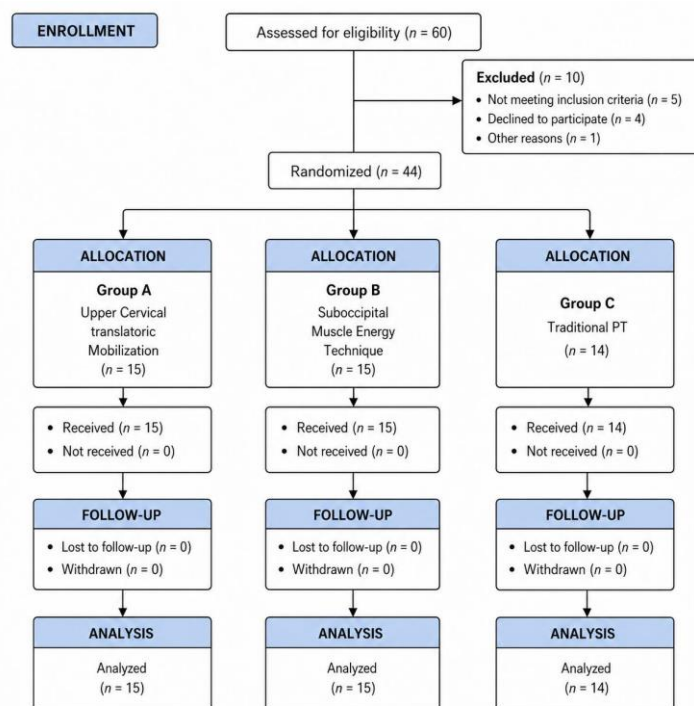 ENROLLMENT
Assessed for eligibility (n = 60)
Excluded (n = 10)
• Not meeting inclusion criteria (n = 5)
• Declined to participate (n = 4)
• Other reasons (n = 1)
Randomized (n = 44)
ALLOCATION
Group A
Upper Cervical
translatoric
Mobilization
(n = 15)
ALLOCATION
Group B
Suboccipital
Muscle Energy
Technique
(n = 15)
ALLOCATION
Group C
Traditional PT
(n = 14)
• Received (n = 15)
• Not received (n = 0)
• Received (n = 15)
• Not received (n = 0)
• Received (n = 14)
• Not received (n = 0)
FOLLOW-UP
• Lost to follow-up (n = 0)
• Withdrawn (n = 0)
FOLLOW-UP
• Lost to follow-up (n = 0)
• Withdrawn (n = 0)
FOLLOW-UP
• Lost to follow-up (n = 0)
• Withdrawn (n = 0)
ANALYSIS
Analyzed
(n = 15)
ANALYSIS
Analyzed
(n = 15)
ANALYSIS
Analyzed
(n = 14)